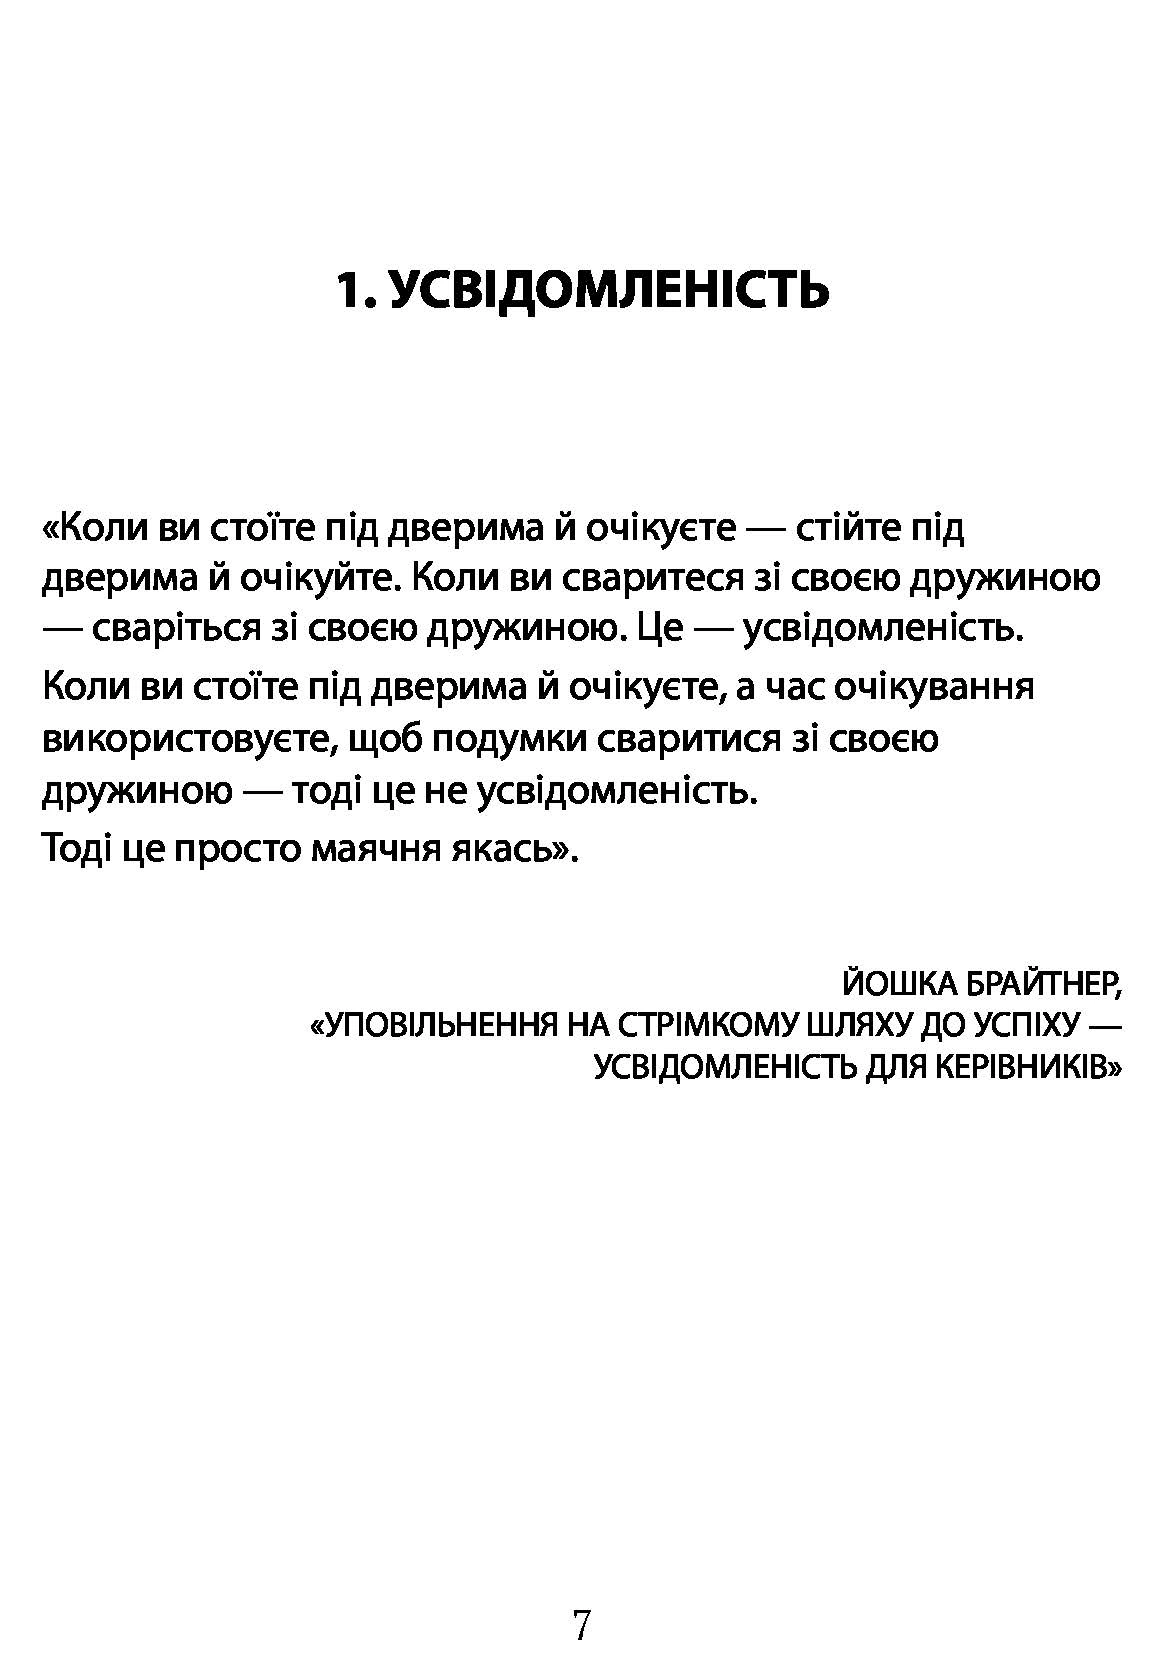 1. УСВІДОМЛЕНІСТЬ
«Коли ви стоїте під дверима й очікуєте — стійте під
дверима й очікуйте. Коли ви сваритеся зі своєю дружиною
— сваріться зі своєю дружиною. Це — усвідомленість.
Коли ви стоїте під дверима й очікуєте, а час очікування
використовуєте, щоб подумки сваритися зі своєю
дружиною — тоді це не усвідомленість.
Тоді це просто маячня якась».
ЙОШКА БРАЙТНЕР,
«УПОВІЛЬНЕННЯ НА СТРІМКОМУ ШЛЯХУ ДО УСПІХУ —
УСВІДОМЛЕНІСТЬ ДЛЯ КЕРІВНИКІВ»
7